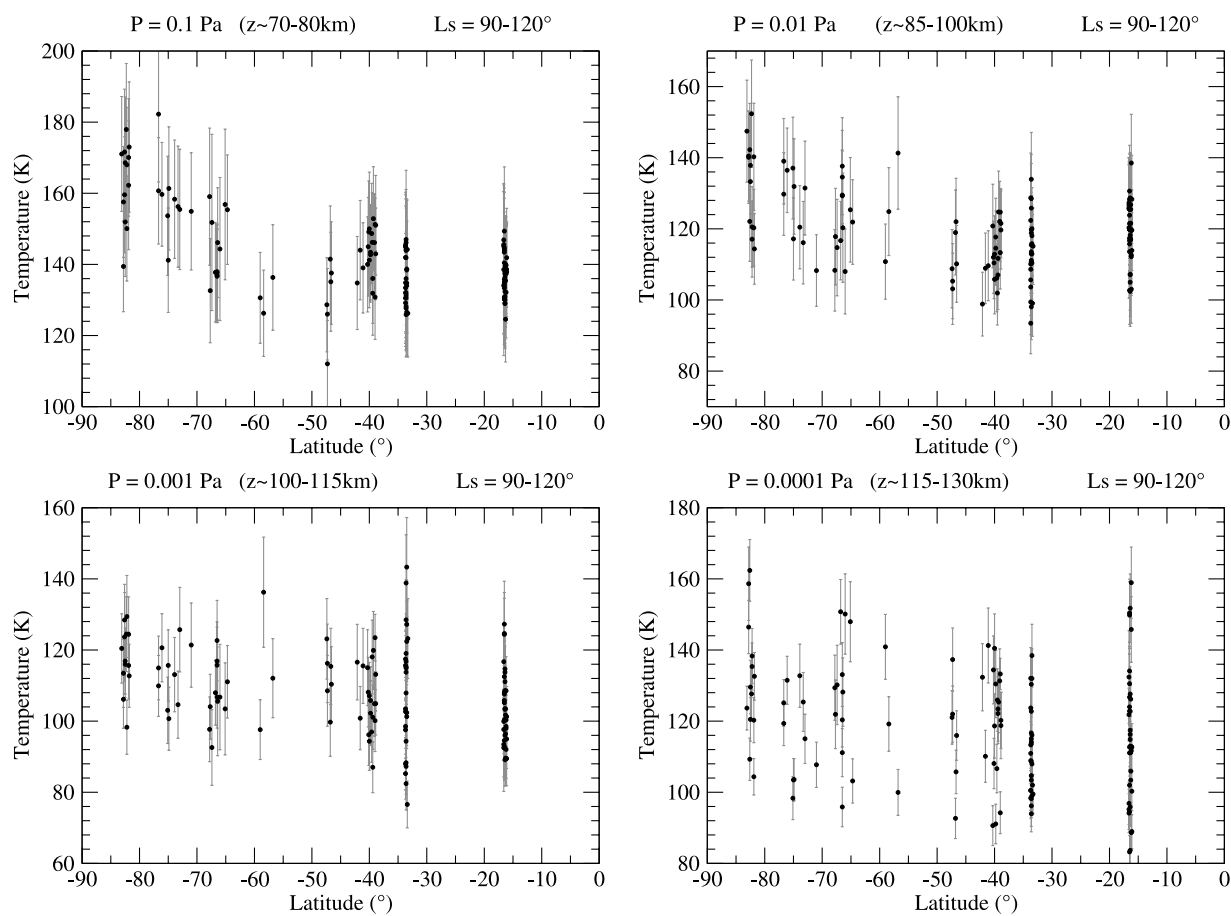 P = 0.1 Pa (z~70-80km) Ls = 90-120°
200
180
160
140
120
100
Temperature (K)
-90 -80 -70 -60 -50 -40 -30 -20 -10 0
Latitude (°)
P = 0.01 Pa (z~85-100km) Ls = 90-120°
160
140
120
100
80
Temperature (K)
-90 -80 -70 -60 -50 -40 -30 -20 -10 0
Latitude (°)
P = 0.001 Pa (z~100-115km) Ls = 90-120°
160
140
120
100
80
60
Temperature (K)
-90 -80 -70 -60 -50 -40 -30 -20 -10 0
Latitude (°)
P = 0.0001 Pa (z~115-130km) Ls = 90-120°
180
160
140
120
100
80
Temperature (K)
-90 -80 -70 -60 -50 -40 -30 -20 -10 0
Latitude (°)